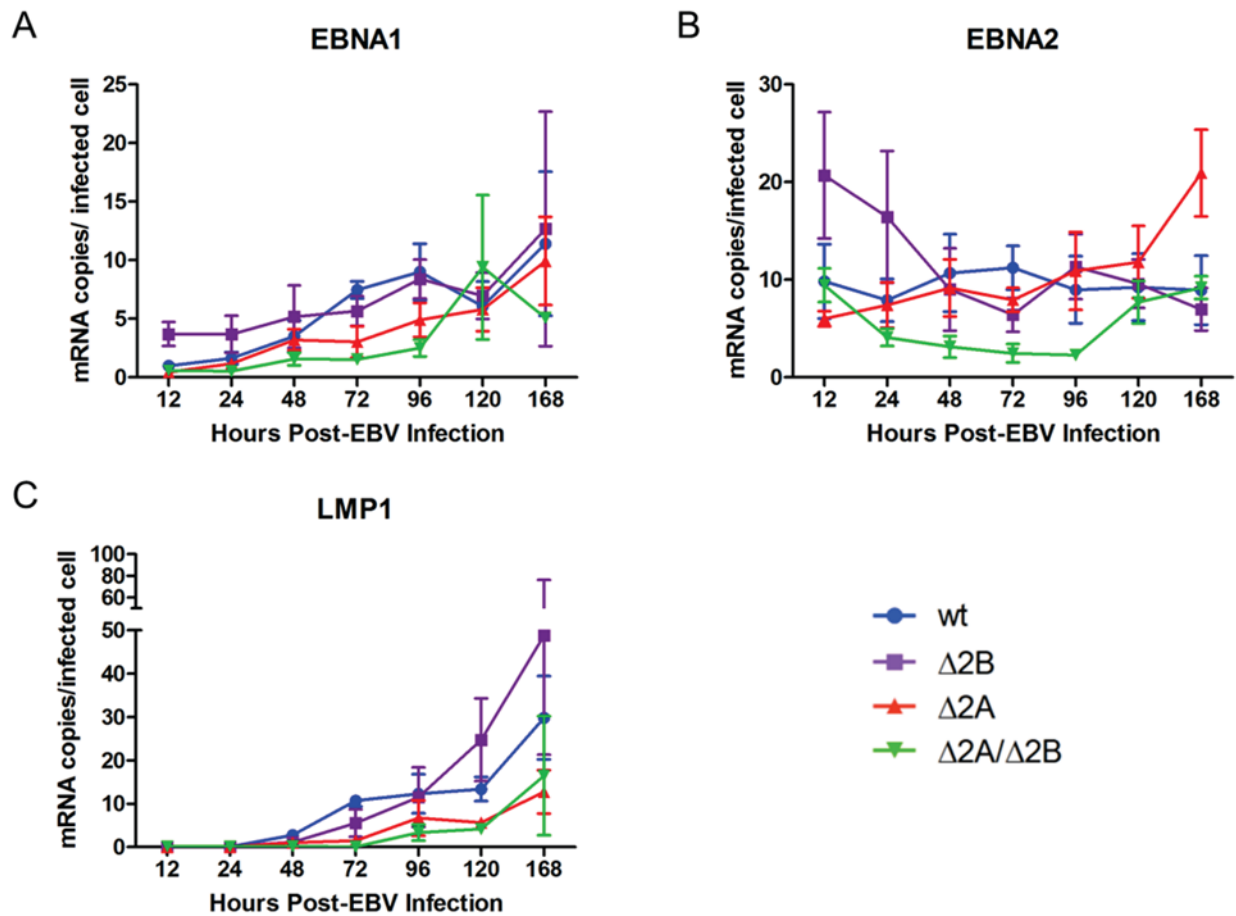 A
EBNA1
mRNA copies/ infected cell
25
20
15
10
5
0
12 24 48 72 96 120 168
Hours Post-EBV Infection
B
EBNA2
mRNA copies/infected cell
30
20
10
0
12 24 48 72 96 120 168
Hours Post-EBV Infection
C
LMP1
mRNA copies/infected cell
100
80
60
50
40
30
20
10
0
12 24 48 72 96 120 168
Hours Post-EBV Infection
wt
Δ2B
Δ2A
Δ2A/Δ2B